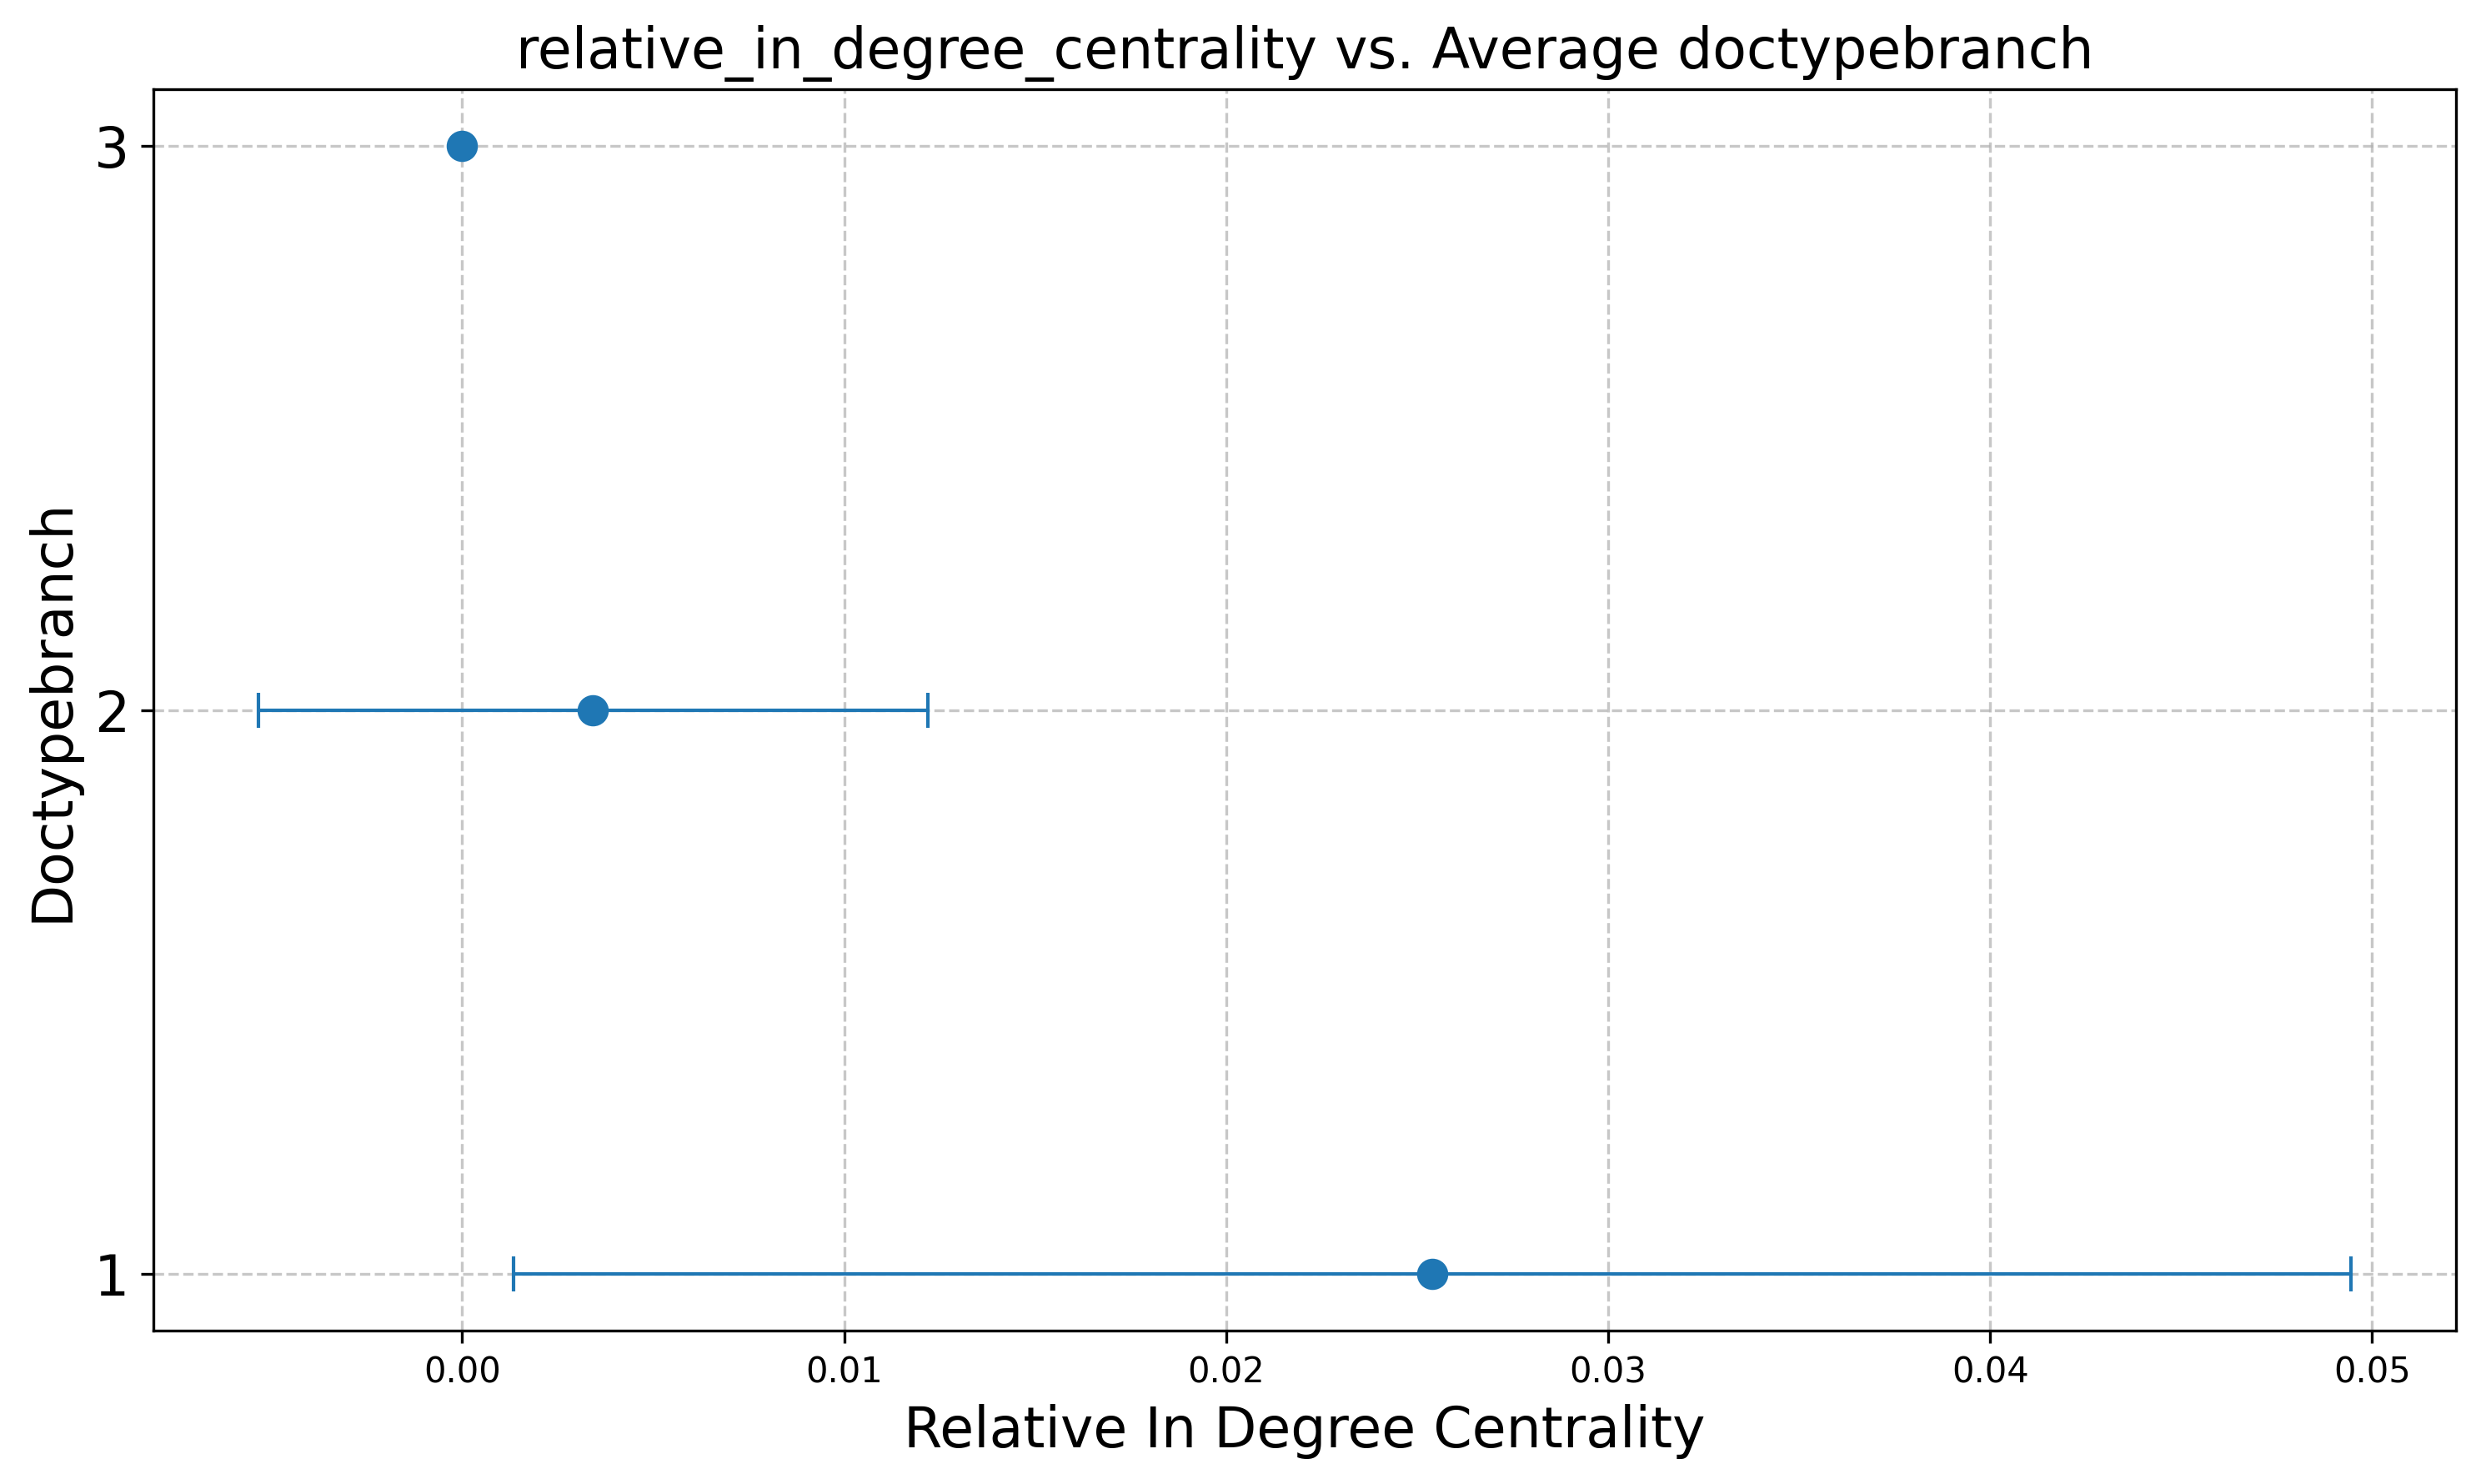 relative_in_degree_centrality vs. Average doctypebranch
3
2
1
Doctypebranch
0.00 0.01 0.02 0.03 0.04 0.05
Relative In Degree Centrality